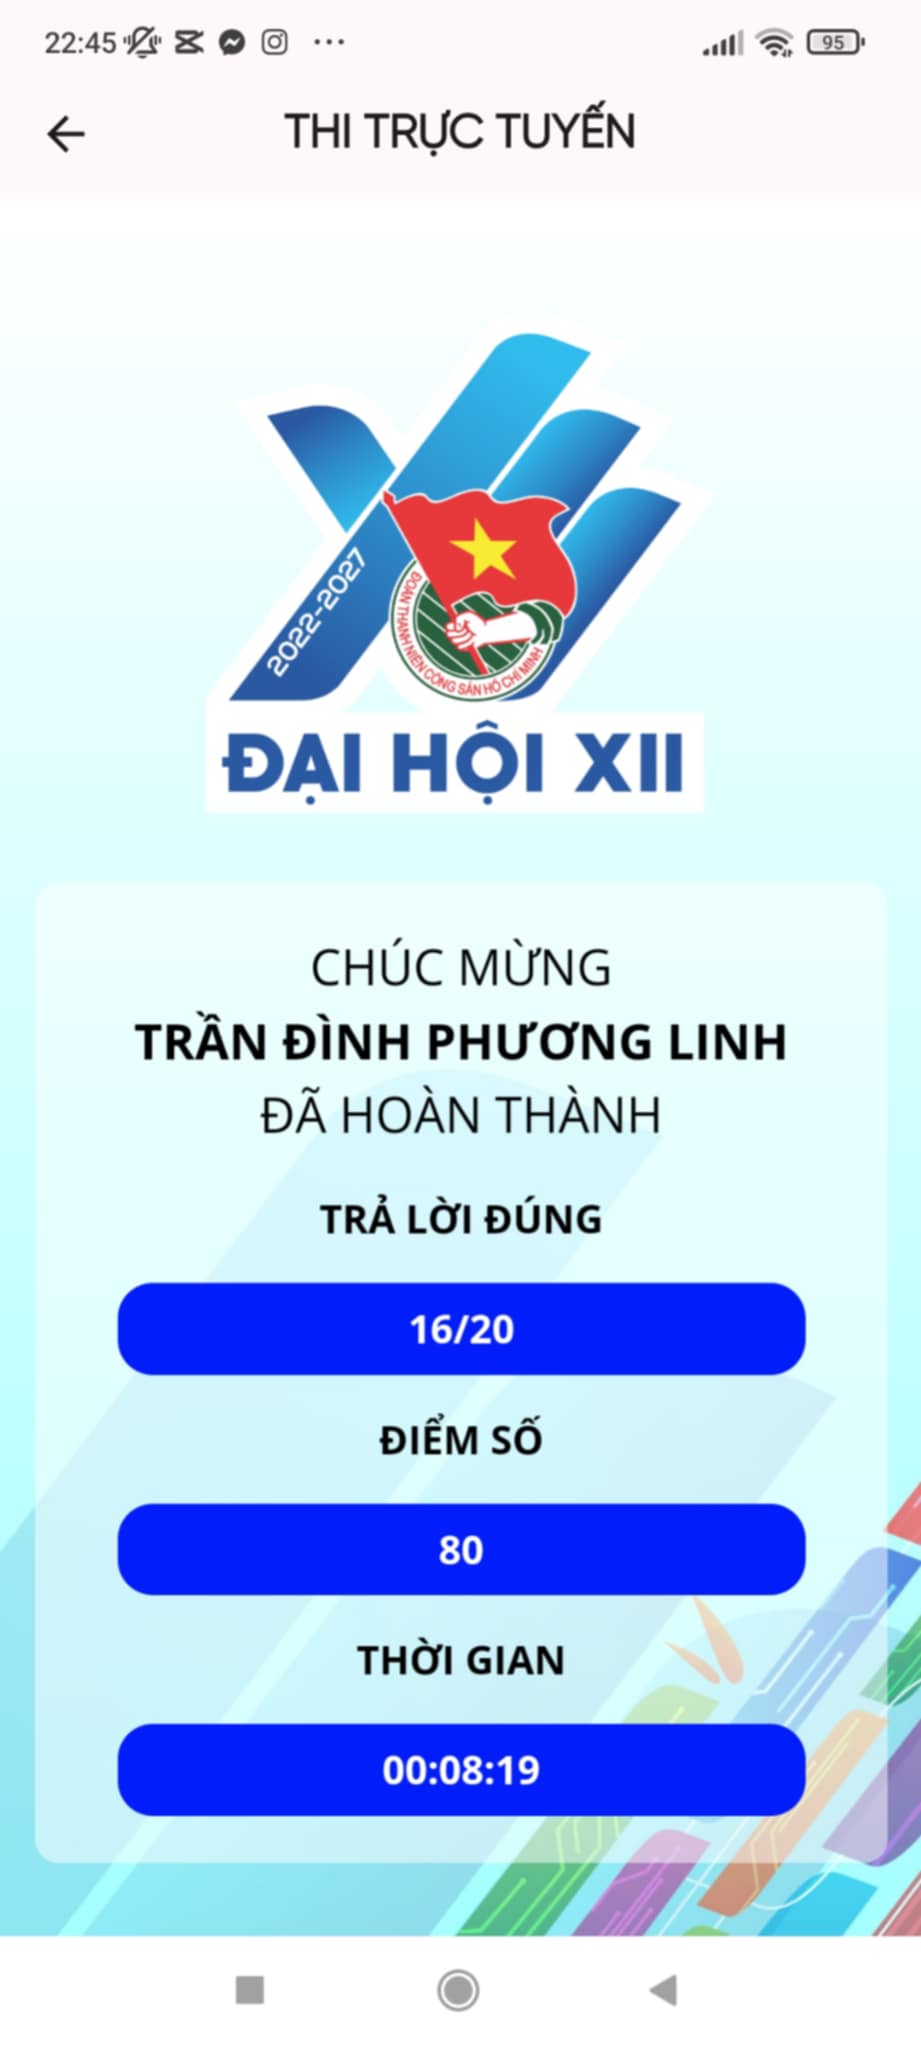 22:45
95
THI TRỰC TUYẾN
2022-2027
ĐOÀN THANH NIÊN CỘNG SẢN HỒ CHÍ MINH
ĐẠI HỘI XII
CHÚC MỪNG
TRẦN ĐÌNH PHƯƠNG LINH
ĐÃ HOÀN THÀNH
TRẢ LỜI ĐÚNG
16/20
ĐIỂM SỐ
80
THỜI GIAN
00:08:19